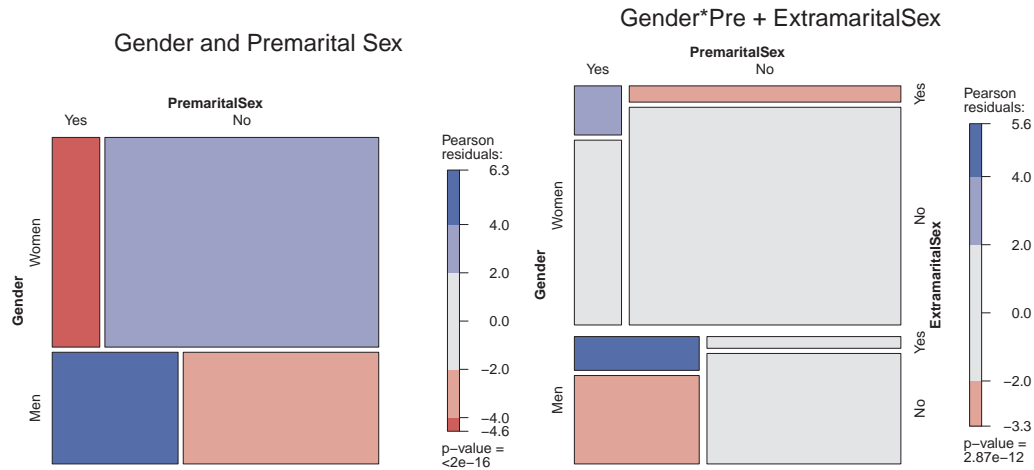 Gender and Premarital Sex
PremaritalSex
Yes No
Gender
Women
Men
Pearson
residuals:
6.3
4.0
2.0
0.0
−2.0
−4.0
−4.6
p−value =
<2e−16
Gender*Pre + ExtramaritalSex
PremaritalSex
Yes No
Gender
Women
Men
ExtramaritalSex
Yes
No
Yes
No
Pearson
residuals:
5.6
4.0
2.0
0.0
−2.0
−3.3
p−value =
2.87e−12